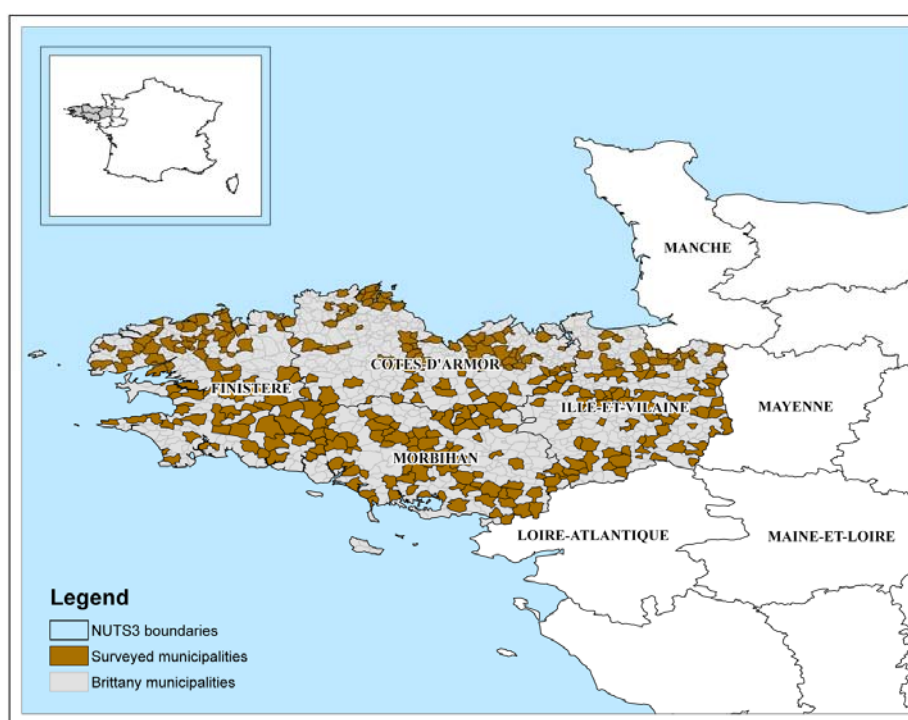 MANCHE
COTES-D'ARMOR
FINISTERE
ILLE-ET-VILAINE
MAYENNE
MORBIHAN
LOIRE-ATLANTIQUE
MAINE-ET-LOIRE
Legend
NUTS3 boundaries
Surveyed municipalities
Brittany municipalities